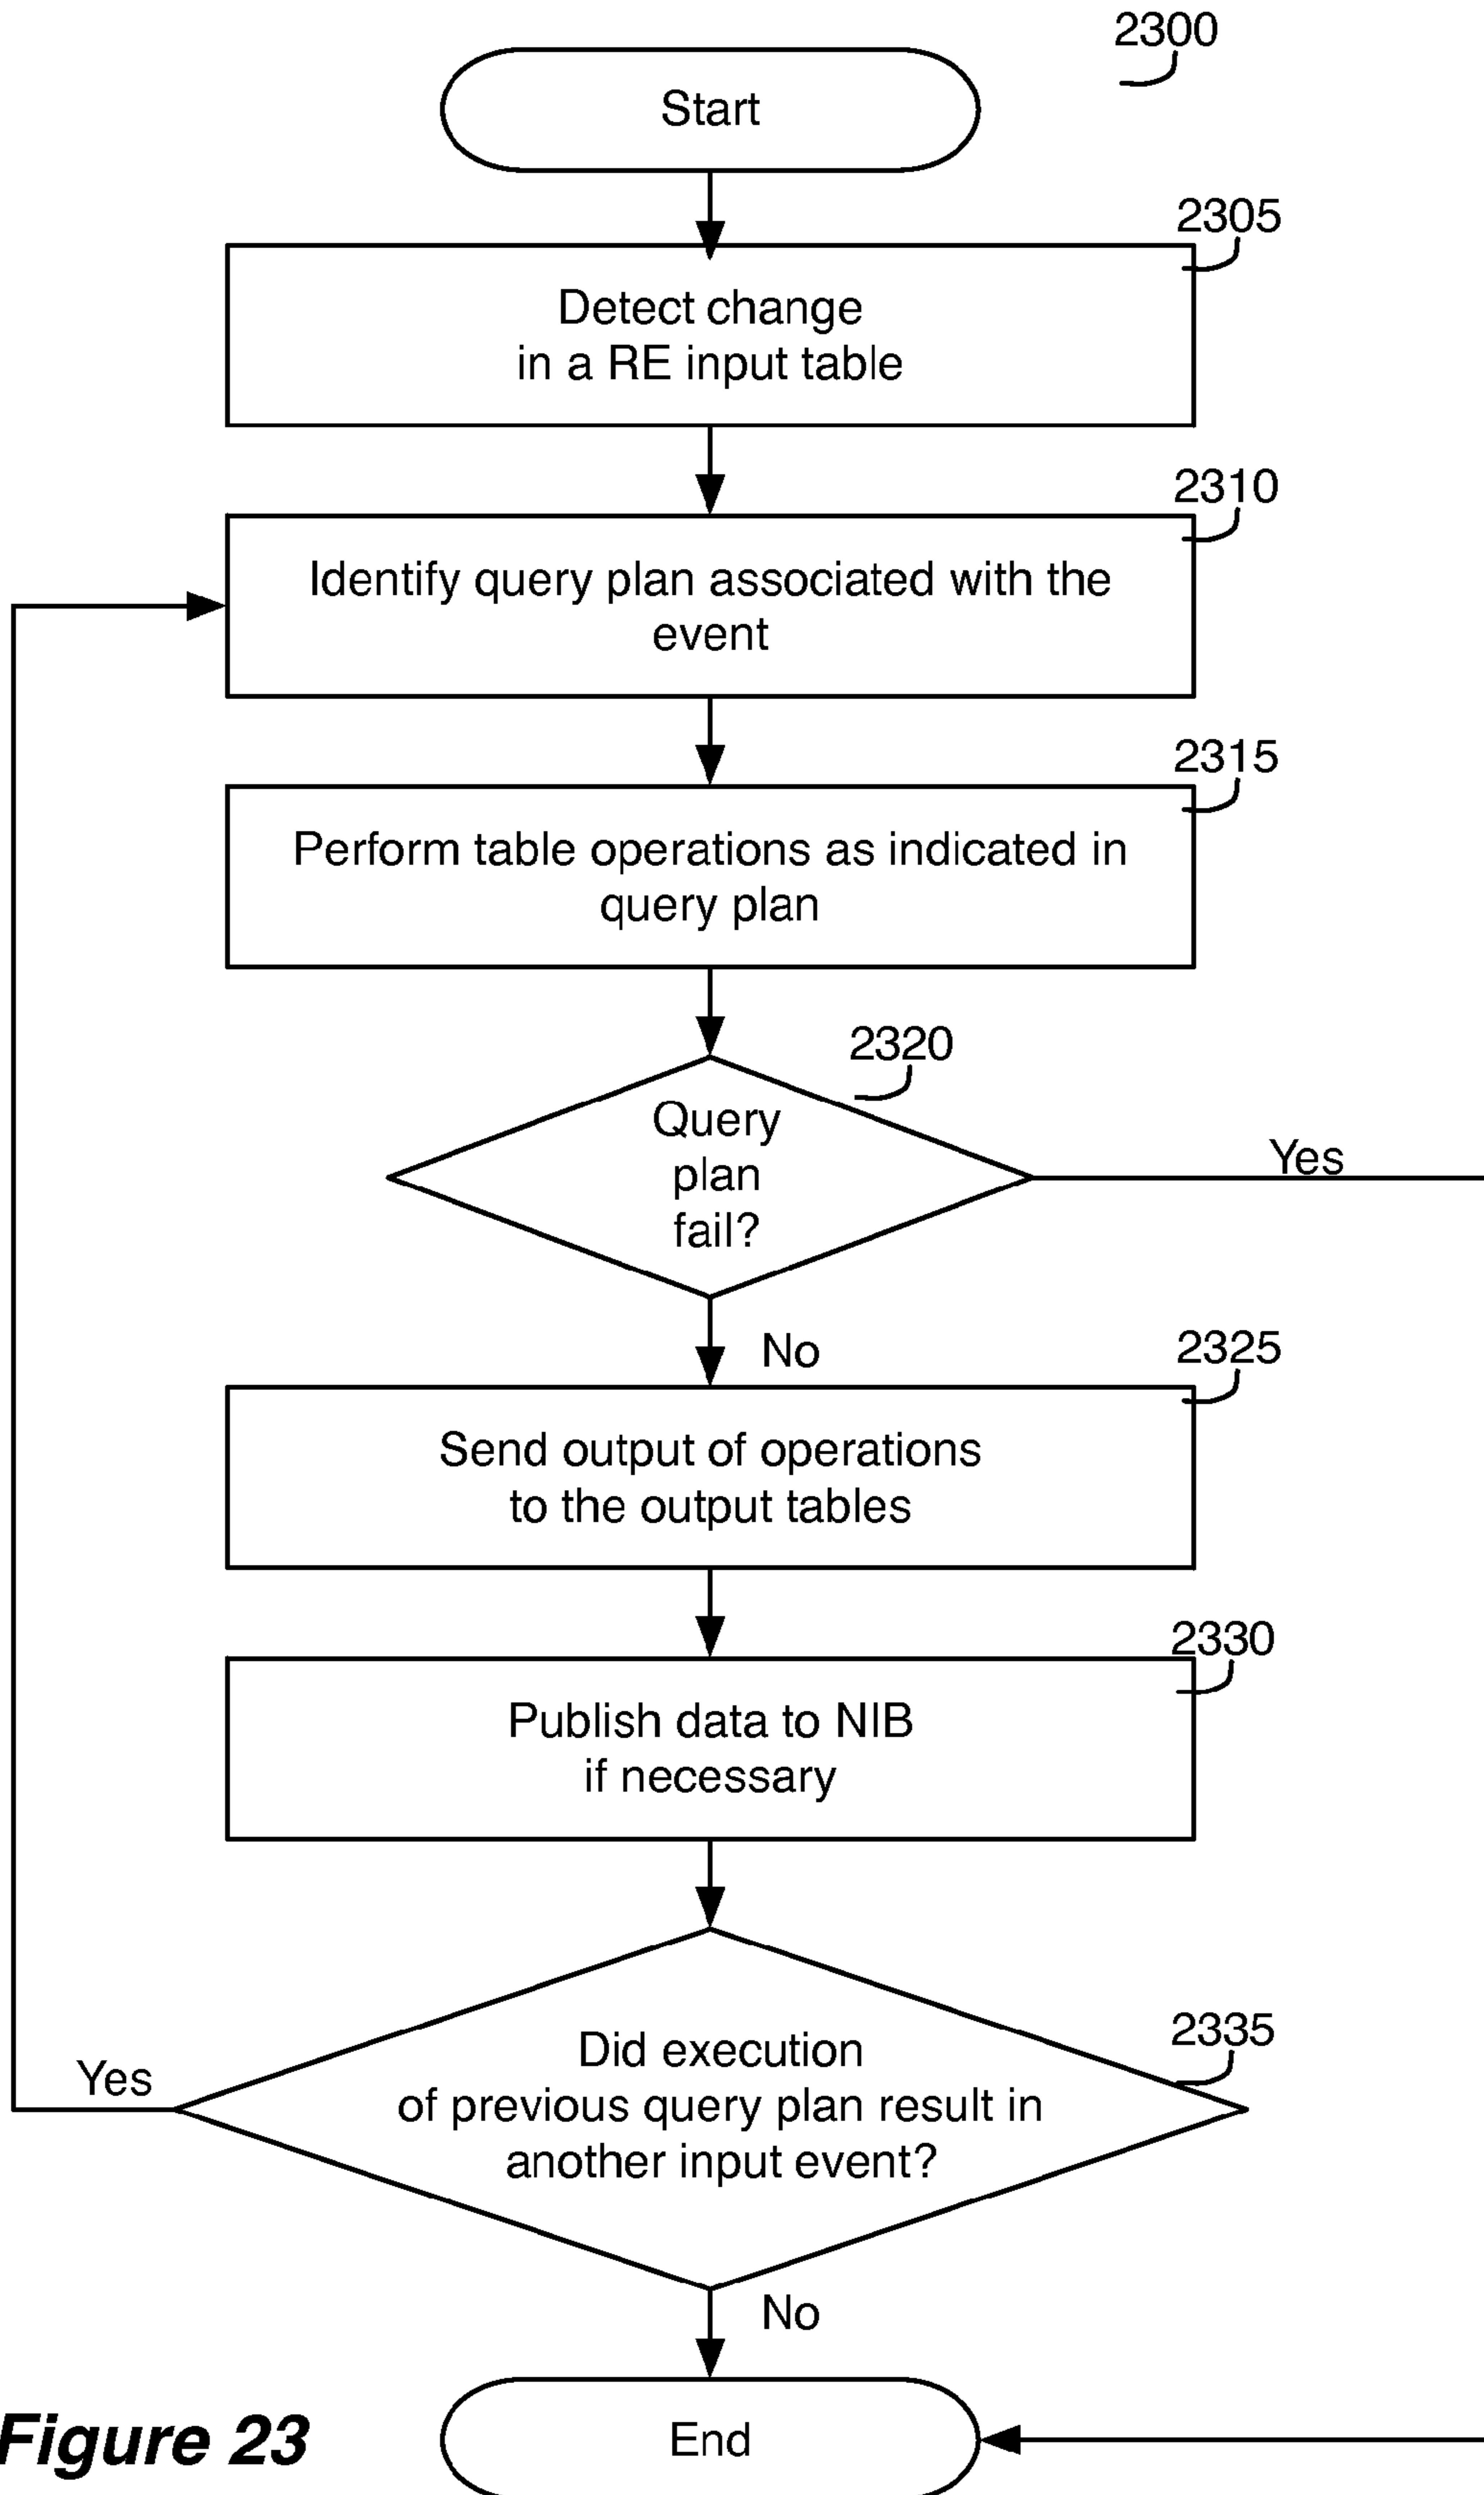 2300
Start
2305
Detect change
in a RE input table
2310
Identify query plan associated with the
event
2315
Perform table operations as indicated in
query plan
2320
Query
plan
fail?
Yes
No
2325
Send output of operations
to the output tables
2330
Publish data to NIB
if necessary
2335
Did execution
of previous query plan result in
another input event?
Yes
No
End
Figure 23